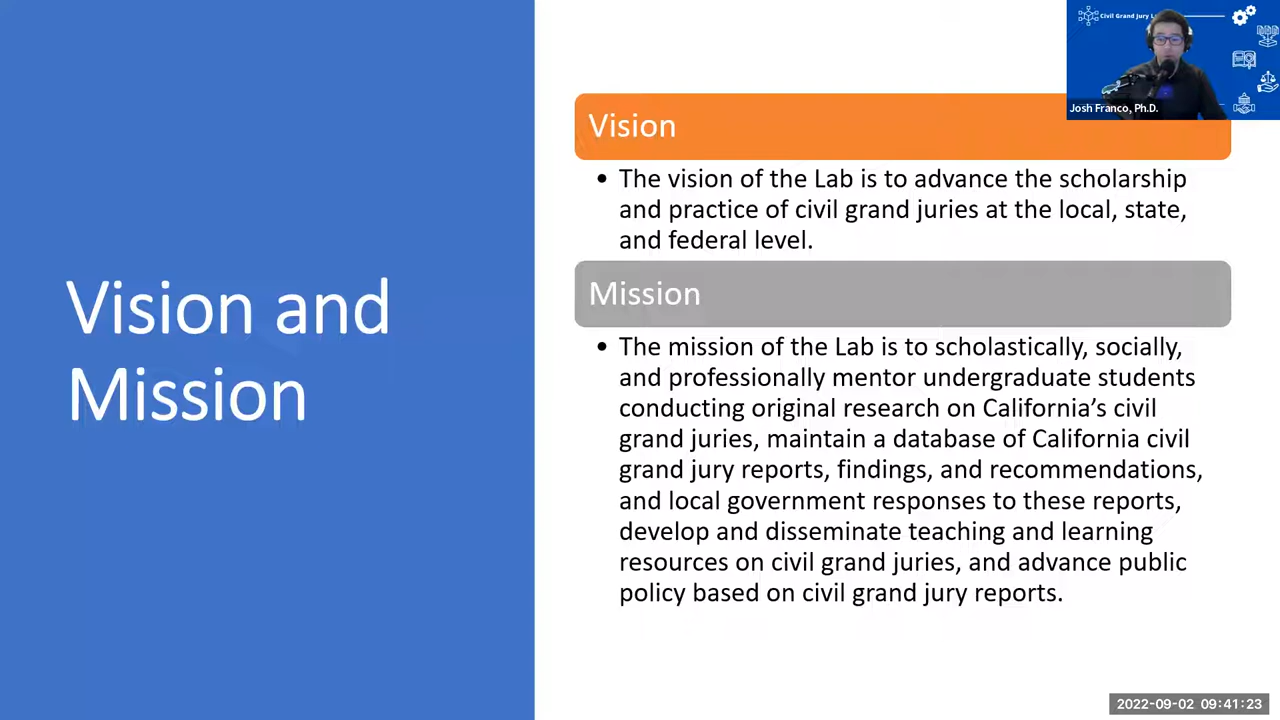 Civil Grand Jury
Josh Franco, Ph.D.
Vision and
Mission
Vision
• The vision of the Lab is to advance the scholarship
and practice of civil grand juries at the local, state,
and federal level.
Mission
• The mission of the Lab is to scholastically, socially,
and professionally mentor undergraduate students
conducting original research on California’s civil
grand juries, maintain a database of California civil
grand jury reports, findings, and recommendations,
and local government responses to these reports,
develop and disseminate teaching and learning
resources on civil grand juries, and advance public
policy based on civil grand jury reports.
2022-09-02 09:41:23